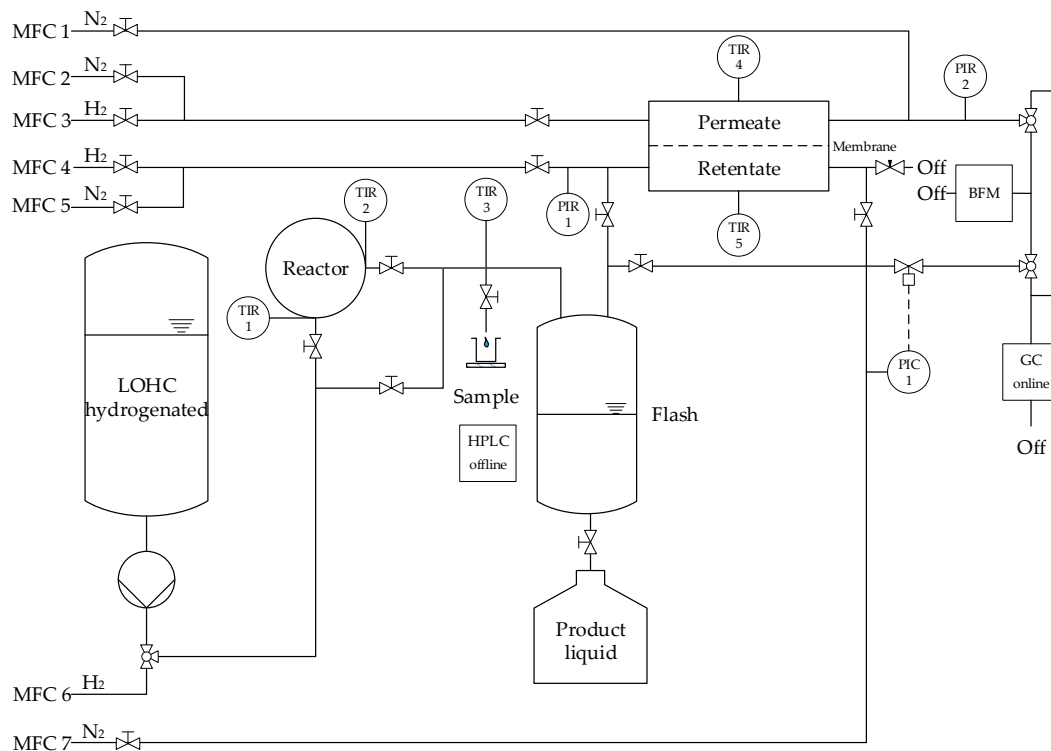 MFC 1 N₂
MFC 2 N₂
MFC 3 H₂
MFC 4 H₂
MFC 5 N₂
TIR
4
PIR
2
Permeate
Membrane
Retentate
Off
Off
BFM
TIR
2
TIR
3
PIR
1
TIR
5
Reactor
TIR
1
LOHC
hydrogenated
Sample
HPLC
offline
Flash
PIC
1
GC
online
Off
Product
liquid
MFC 6 H₂
MFC 7 N₂